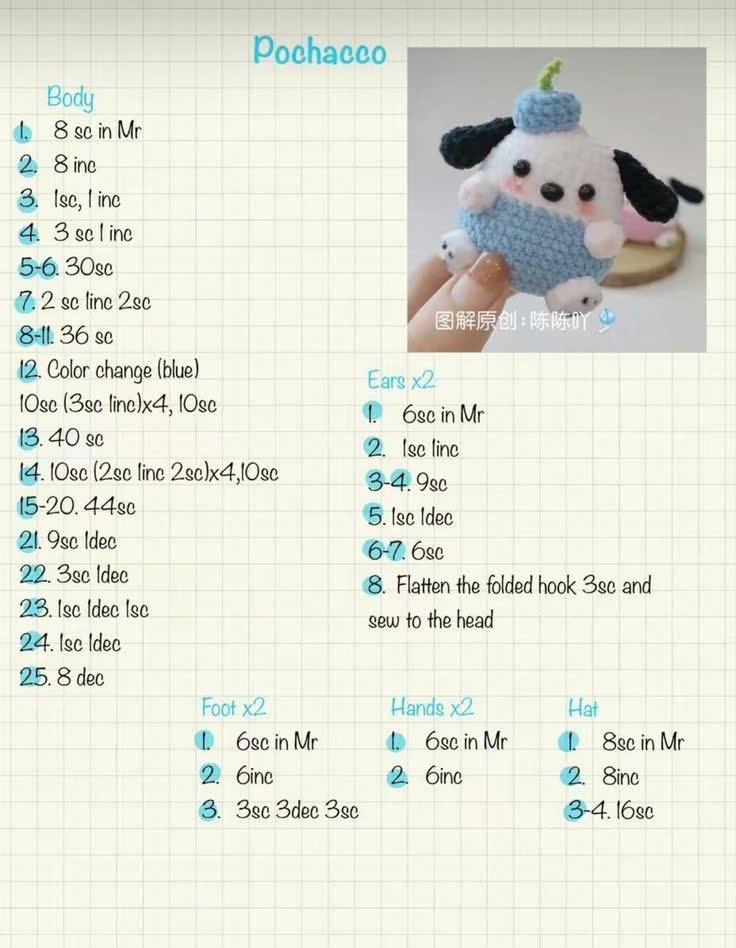 Pochacco
Body
1. 8 sc in Mr
2. 8 inc
3. 1sc, 1 inc
4. 3 sc 1 inc
5-6. 30sc
7. 2 sc 1inc 2sc
8-11. 36 sc
12. Color change (blue)
10sc (3sc 1inc)x4, 10sc
13. 40 sc
14. 10sc (2sc 1inc 2sc)x4,10sc
15-20. 44sc
21. 9sc 1dec
22. 3sc 1dec
23. 1sc 1dec 1sc
24. 1sc 1dec
25. 8 dec
图解原创:陈陈吖
Ears x2
1. 6sc in Mr
2. 1sc 1inc
3-4. 9sc
5. 1sc 1dec
6-7. 6sc
8. Flatten the folded hook 3sc and
sew to the head
Foot x2
1. 6sc in Mr
2. 6inc
3. 3sc 3dec 3sc
Hands x2
1. 6sc in Mr
2. 6inc
Hat
1. 8sc in Mr
2. 8inc
3-4. 16sc